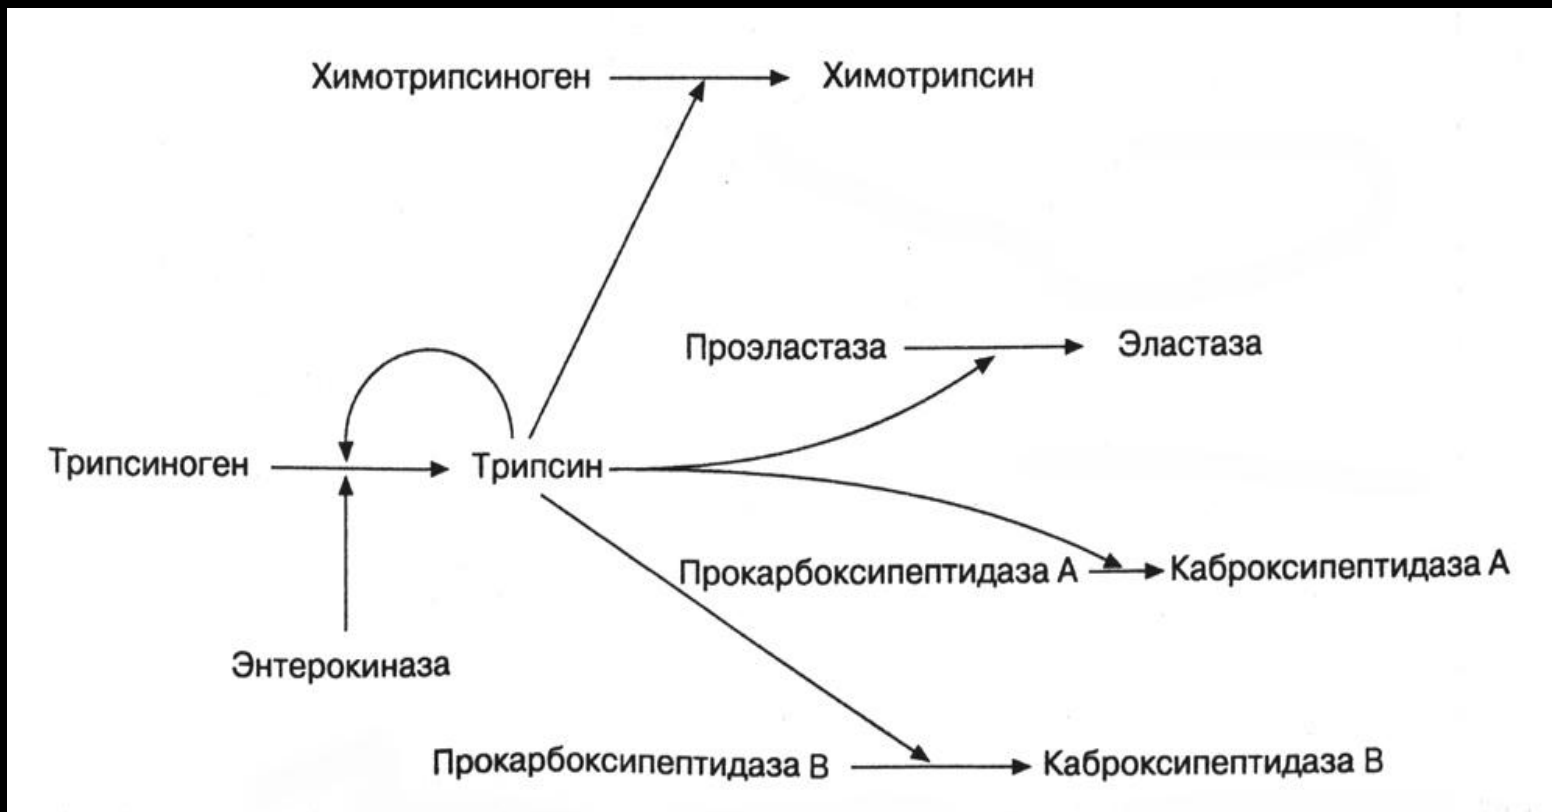 Химотрипсиноген Химотрипсин
Проэластаза Эластаза
Трипсиноген Трипсин
Прокарбоксипептидаза А Каброксипептидаза А
Энтерокиназа
Прокарбоксипептидаза В Каброксипептидаза В